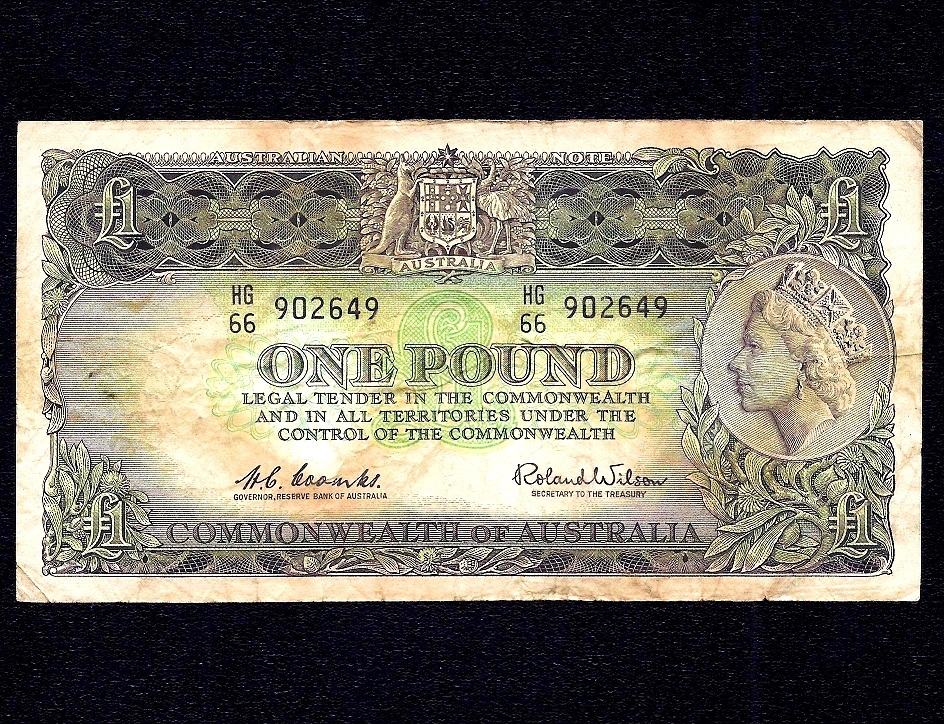 AUSTRALIAN NOTE
£1 £1
AUSTRALIA
HG 66 902649 HG 66 902649
ONE POUND
LEGAL TENDER IN THE COMMONWEALTH
AND IN ALL TERRITORIES UNDER THE
CONTROL OF THE COMMONWEALTH
H.C. Coombs. Roland Wilson
GOVERNOR, RESERVE BANK OF AUSTRALIA SECRETARY TO THE TREASURY
£1 COMMONWEALTH OF AUSTRALIA £1